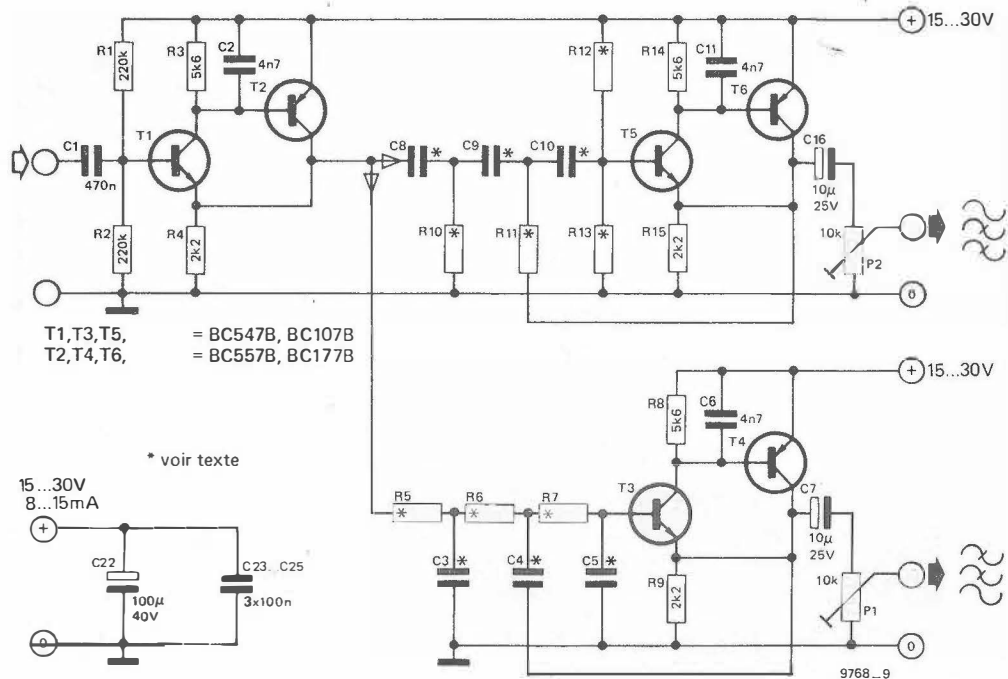 15...30V
R1
220k
R3
5k6
C2
4n7
T2
R12
*
R14
5k6
C11
4n7
T6
C1
470n
T1
C8
*
C9
*
C10
*
T5
C16
10µ
25V
R2
220k
R4
2k2
R10
*
R11
*
R13
*
R15
2k2
10k
P2
0
T1,T3,T5, = BC547B, BC107B
T2,T4,T6, = BC557B, BC177B
15...30V
R8
5k6
C6
4n7
T4
* voir texte
15...30V
8...15mA
R5
*
R6
*
R7
*
T3
C7
10µ
25V
C22
100µ
40V
C23...C25
3x100n
C3
*
C4
*
C5
*
R9
2k2
10k
P1
0
0
9768_9